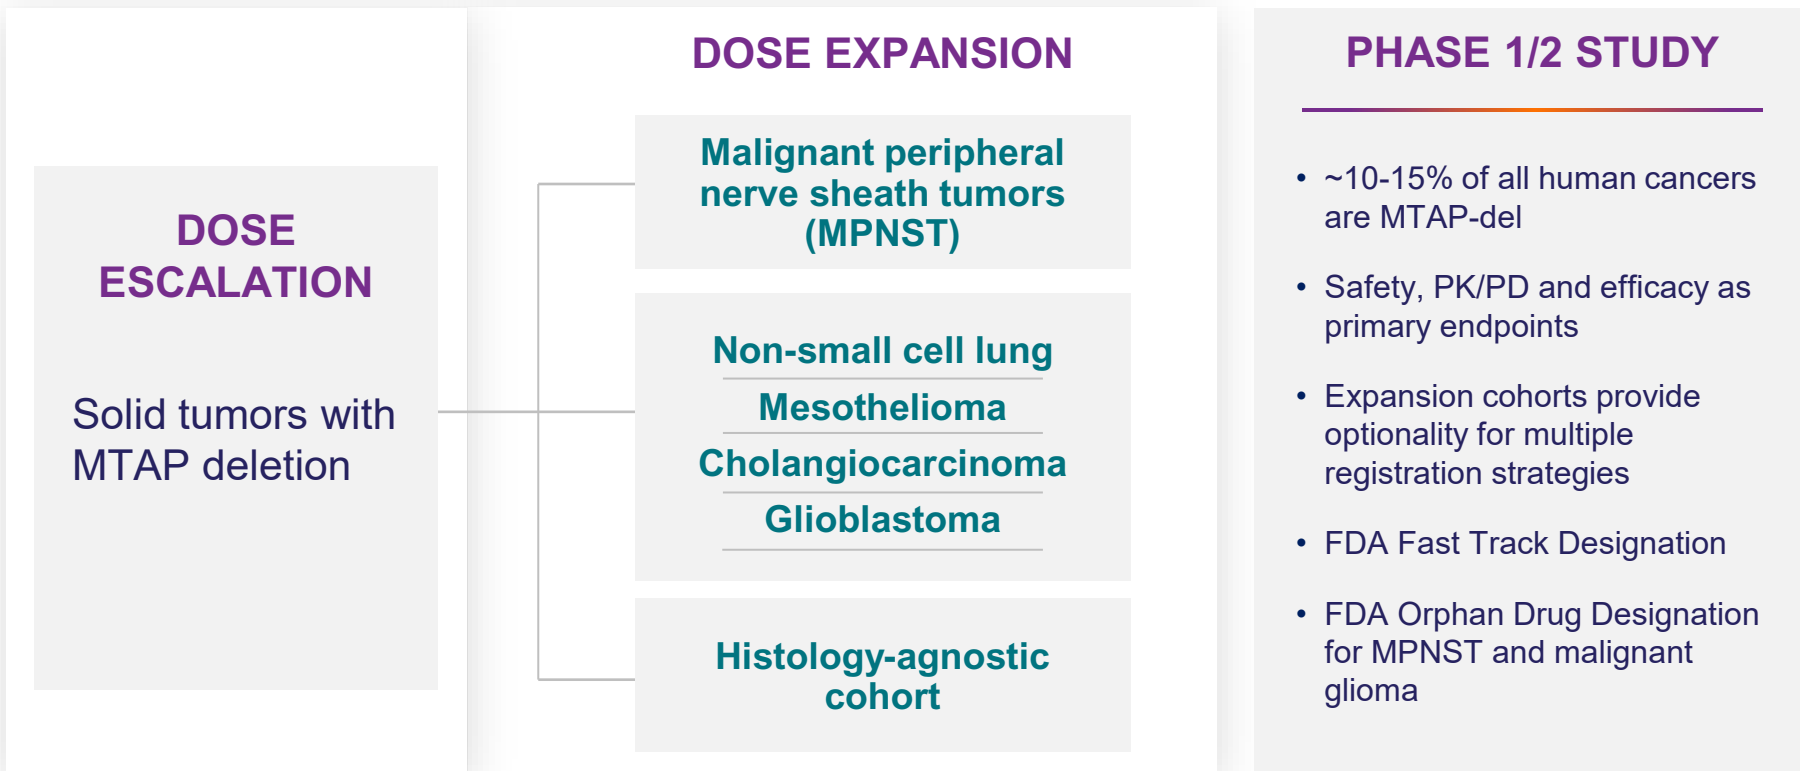 DOSE
ESCALATION
Solid tumors with
MTAP deletion
DOSE EXPANSION
Malignant peripheral
nerve sheath tumors
(MPNST)
Non-small cell lung
Mesothelioma
Cholangiocarcinoma
Glioblastoma
Histology-agnostic
cohort
PHASE 1/2 STUDY
• ~10-15% of all human cancers
are MTAP-del
• Safety, PK/PD and efficacy as
primary endpoints
• Expansion cohorts provide
optionality for multiple
registration strategies
• FDA Fast Track Designation
• FDA Orphan Drug Designation
for MPNST and malignant
glioma